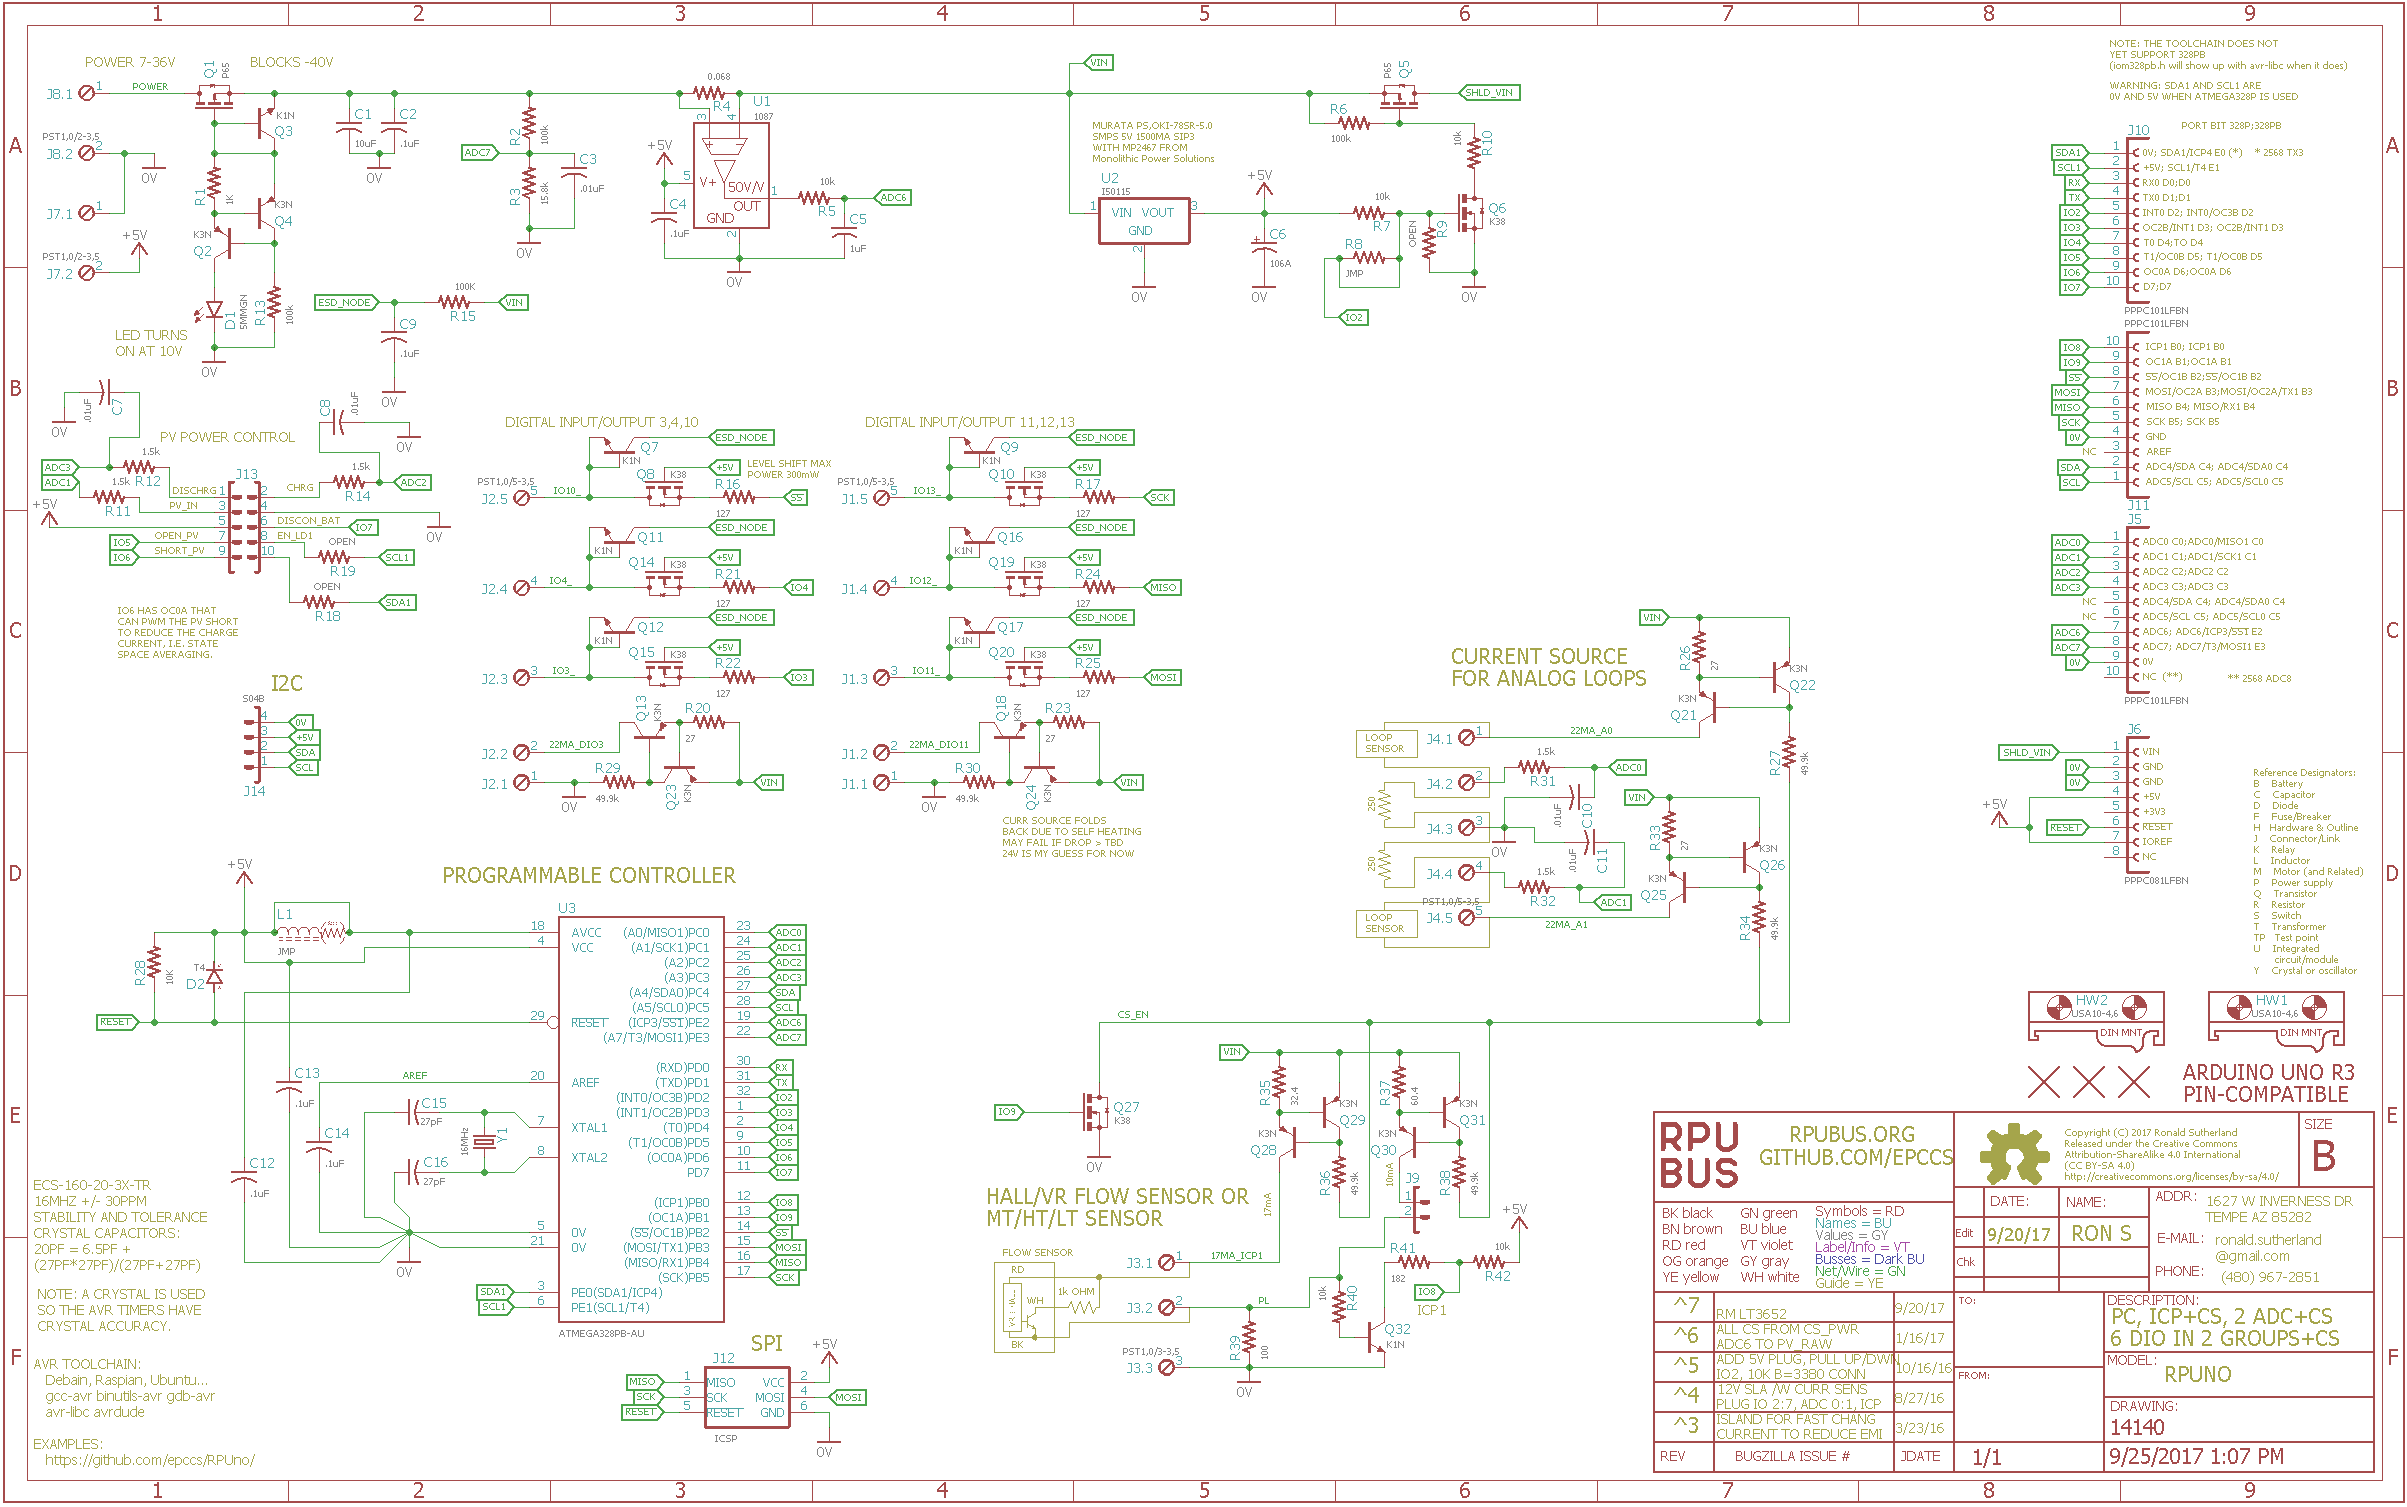 1 2 3 4 5 6 7 8 9
A
B
C
D
E
F
POWER 7-36V
BLOCKS -40V
J8.1 1 POWER
Q1 P65
K1N
Q3
PST1,0/2-3,5
J8.2 2
0V
J7.1 1
+5V
PST1,0/2-3,5
J7.2 2
R1 1K
K3N
Q4
K3N
Q2
D1 5MMGN
R13 100k
LED TURNS
ON AT 10V
0V
C1 10uF
C2 .1uF
0V
ADC7
R2 100k
R3 15.8k
C3 .01uF
0V
0.068
R4
U1
1087
3 4
+5V
5 V+
50V/V
1
OUT
GND
2
C4 .1uF
10k
R5
ADC6
C5 1uF
0V
ESD_NODE
100K
R15
VIN
C9 .1uF
0V
VIN
MURATA PS,OKI-78SR-5.0
SMPS 5V 1500MA SIP3
WITH MP2467 FROM
Monolithic Power Solutions
U2
I50115
1 VIN VOUT 3
GND
2
0V
+5V
C6 106A
0V
R6 100k
P65 Q5
SHLD_VIN
10k R10
10k
R7
R8
JMP
OPEN R9
Q6
K38
0V
IO2
NOTE: THE TOOLCHAIN DOES NOT
YET SUPPORT 328PB
(iom328pb.h will show up with avr-libc when it does)
WARNING: SDA1 AND SCL1 ARE
0V AND 5V WHEN ATMEGA328P IS USED
J10
PORT BIT 328P;328PB
SDA1 1 0V; SDA1/ICP4 E0 (*) * 2568 TX3
SCL1 2 +5V; SCL1/T4 E1
RX 3 RX0 D0;D0
TX 4 TX0 D1;D1
IO2 5 INT0 D2; INT0/OC3B D2
IO3 6 OC2B/INT1 D3; OC2B/INT1 D3
IO4 7 T0 D4;TO D4
IO5 8 T1/OC0B D5; T1/OC0B D5
IO6 9 OC0A D6;OC0A D6
IO7 10 D7;D7
PPPC101LFBN
PPPC101LFBN
IO8 10 ICP1 B0; ICP1 B0
IO9 9 OC1A B1;OC1A B1
SS 8 SS/OC1B B2;SS/OC1B B2
MOSI 7 MOSI/OC2A B3;MOSI/OC2A/TX1 B3
MISO 6 MISO B4; MISO/RX1 B4
SCK 5 SCK B5; SCK B5
0V 4 GND
NC 3 AREF
SDA 2 ADC4/SDA C4; ADC4/SDA0 C4
SCL 1 ADC5/SCL C5; ADC5/SCL0 C5
J11
J5
ADC0 1 ADC0 C0;ADC0/MISO1 C0
ADC1 2 ADC1 C1;ADC1/SCK1 C1
ADC2 3 ADC2 C2;ADC2 C2
ADC3 4 ADC3 C3;ADC3 C3
NC 5 ADC4/SDA C4; ADC4/SDA0 C4
NC 6 ADC5/SCL C5; ADC5/SCL0 C5
ADC6 7 ADC6; ADC6/ICP3/SST E2
ADC7 8 ADC7; ADC7/T3/MOSI1 E3
0V 9 0V
10 NC (**) ** 2568 ADC8
PPPC101LFBN
J6
SHLD_VIN 1 VIN
0V 2 GND
0V 3 GND
+5V 4 +5V
5 +3V3
RESET 6 RESET
7 IOREF
8 NC
PPPC081LFBN
Reference Designators:
B Battery
C Capacitor
D Diode
F Fuse/Breaker
H Hardware & Outline
J Connector/Link
K Relay
L Inductor
M Motor (and Related)
P Power supply
Q Transistor
R Resistor
S Switch
T Transformer
TP Test point
U Integrated
circuit/module
Y Crystal or oscillator
C7 .01uF
0V
C8 .01uF
0V
PV POWER CONTROL
ADC3
ADC1
1.5k
R12
1.5k
R11
+5V
J13
DISCHRG 1 2 CHRG
PV_IN 3 4
5 6 DISCON_BAT IO7
IO5 OPEN_PV 7 8 EN_LD1
IO6 SHORT_PV 9 10
1.5k
R14
ADC2
0V
OPEN
R19
SCL1
OPEN
R18
SDA1
IO6 HAS OC0A THAT
CAN PWM THE PV SHORT
TO REDUCE THE CHARGE
CURRENT, I.E. STATE
SPACE AVERAGING.
I2C
S04B
4 0V
3 +5V
2 SDA
1 SCL
J14
DIGITAL INPUT/OUTPUT 3,4,10
Q7 K1N ESD_NODE
Q8 K38 +5V
LEVEL SHIFT MAX
POWER 300mW
PST1,0/5-3,5
J2.5 5 IO10_
R16 127 SS
Q11 K1N ESD_NODE
Q14 K38 +5V
J2.4 4 IO4_
R21 127 IO4
Q12 K1N ESD_NODE
Q15 K38 +5V
J2.3 3 IO3_
R22 127 IO3
Q13 K3N
R20 27
J2.2 2 22MA_DIO3
J2.1 1
R29 49.9k
Q23 K3N
VIN
0V
DIGITAL INPUT/OUTPUT 11,12,13
Q9 K1N ESD_NODE
Q10 K38 +5V
PST1,0/5-3,5
J1.5 5 IO13_
R17 127 SCK
Q16 K1N ESD_NODE
Q19 K38 +5V
J1.4 4 IO12_
R24 127 MISO
Q17 K1N ESD_NODE
Q20 K38 +5V
J1.3 3 IO11_
R25 127 MOSI
Q18 K3N
R23 27
J1.2 2 22MA_DIO11
J1.1 1
R30 49.9k
Q24 K3N
VIN
0V
CURR SOURCE FOLDS
BACK DUE TO SELF HEATING
MAY FAIL IF DROP > TBD
24V IS MY GUESS FOR NOW
CURRENT SOURCE
FOR ANALOG LOOPS
VIN
R26 27
K3N
Q22
K3N
Q21
R27 49.9k
LOOP
SENSOR
J4.1 1 22MA_A0
J4.2 2
250
1.5k
R31
ADC0
C10 .01uF
J4.3 3
0V
C11 .01uF
250
J4.4 4
1.5k
R32
ADC1
PST1,0/5-3,5
LOOP
SENSOR
J4.5 5 22MA_A1
VIN
R33 27
K3N
Q26
K3N
Q25
R34 49.9k
PROGRAMMABLE CONTROLLER
+5V
L1
JMP
R28 10K
T4
D2
RESET
C13 .1uF
C14 .1uF
C12 .1uF
AREF
C15 27pF
C16 27pF
16MHz Y1
0V
U3
18 AVCC
4 VCC
29 RESET
20 AREF
7 XTAL1
8 XTAL2
5 0V
21 0V
SDA1 3 PE0(SDA1/ICP4)
SCL1 6 PE1(SCL1/T4)
(A0/MISO1)PC0 23 ADC0
(A1/SCK1)PC1 24 ADC1
(A2)PC2 25 ADC2
(A3)PC3 26 ADC3
(A4/SDA0)PC4 27 SDA
(A5/SCL0)PC5 28 SCL
(ICP3/SS1)PE2 19 ADC6
(A7/T3/MOSI1)PE3 22 ADC7
(RXD)PD0 30 RX
(TXD)PD1 31 TX
(INT0/OC3B)PD2 32 IO2
(INT1/OC2B)PD3 1 IO3
(T0)PD4 2 IO4
(T1/OC0B)PD5 9 IO5
(OC0A)PD6 10 IO6
PD7 11 IO7
(ICP1)PB0 12 IO8
(OC1A)PB1 13 IO9
(SS/OC1B)PB2 14 SS
(MOSI/TX1)PB3 15 MOSI
(MISO/RX1)PB4 16 MISO
(SCK)PB5 17 SCK
ATMEGA328PB-AU
ECS-160-20-3X-TR
16MHZ +/- 30PPM
STABILITY AND TOLERANCE
CRYSTAL CAPACITORS:
20PF = 6.5PF +
(27PF*27PF)/(27PF+27PF)
NOTE: A CRYSTAL IS USED
SO THE AVR TIMERS HAVE
CRYSTAL ACCURACY.
AVR TOOLCHAIN:
Debain, Raspian, Ubuntu...
gcc-avr binutils-avr gdb-avr
avr-libc avrdude
EXAMPLES:
https://github.com/epccs/RPUno/
SPI
J12
MISO 1 MISO VCC 2 +5V
SCK 3 SCK MOSI 4 MOSI
RESET 5 RESET GND 6
ICSP
0V
CS_EN
IO9
Q27
K38
0V
VIN
R35 32.4
K3N
Q29
K3N
Q28
R36 49.9k
17mA
R37 60.4
K3N
Q31
K3N
Q30
R38 49.9k
10mA
J9
1
2
HALL/VR FLOW SENSOR OR
MT/HT/LT SENSOR
FLOW SENSOR
RD
WH
BK
1k OHM
J3.1 1 17MA_ICP1
J3.2 2 PL
PST1,0/3-3,5
J3.3 3
R39 100
0V
10k R40
R41
182
IO8
ICP1
10k
R42
+5V
Q32
K1N
HW2
USA10-4,6
DIN MNT
HW1
USA10-4,6
DIN MNT
ARDUINO UNO R3
PIN-COMPATIBLE
RPU
BUS
RPUBUS.ORG
GITHUB.COM/EPCCS
Copyright (C) 2017 Ronald Sutherland
Released under the Creative Commons
Attribution-ShareAlike 4.0 International
(CC BY-SA 4.0)
http://creativecommons.org/licenses/by-sa/4.0/
SIZE
B
BK black GN green Symbols = RD
BN brown BU blue Names = BU
RD red VT violet Values = GY
OG orange GY gray Label/Info = VT
YE yellow WH white Busses = Dark BU
Net/Wire = GN
Guide = YE
DATE: NAME:
Edit 9/20/17 RON S
Chk
ADDR: 1627 W INVERNESS DR
TEMPE AZ 85282
E-MAIL: ronald.sutherland
@gmail.com
PHONE: (480) 967-2851
^7 RM LT3652 9/20/17
^6 ALL CS FROM CS_PWR
ADC6 TO PV_RAW 1/16/17
^5 ADD 5V PLUG, PULL UP/DWN
IO2, 10K B=3380 CONN 10/16/16
^4 12V SLA /W CURR SENS
PLUG IO 2:7, ADC 0:1, ICP 8/27/16
^3 ISLAND FOR FAST CHANG
CURRENT TO REDUCE EMI 3/23/16
REV BUGZILLA ISSUE # JDATE
TO:
FROM:
1/1
DESCRIPTION:
PC, ICP+CS, 2 ADC+CS
6 DIO IN 2 GROUPS+CS
MODEL:
RPUNO
DRAWING:
14140
9/25/2017 1:07 PM
1 2 3 4 5 6 7 8 9